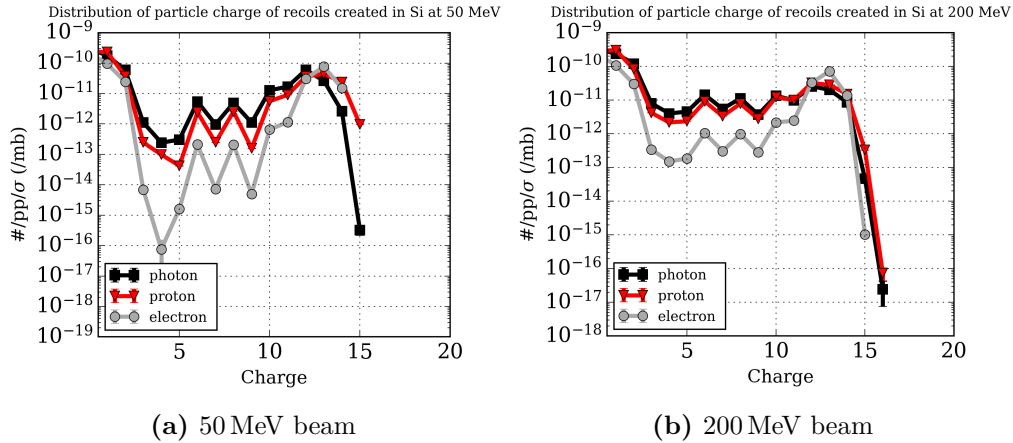 Distribution of particle charge of recoils created in Si at 50 MeV
#/pp/σ (/mb)
10⁻⁹
10⁻¹⁰
10⁻¹¹
10⁻¹²
10⁻¹³
10⁻¹⁴
10⁻¹⁵
10⁻¹⁶
10⁻¹⁷
10⁻¹⁸
10⁻¹⁹
photon
proton
electron
5 10 15 20
Charge
(a) 50 MeV beam
Distribution of particle charge of recoils created in Si at 200 MeV
#/pp/σ (/mb)
10⁻⁹
10⁻¹⁰
10⁻¹¹
10⁻¹²
10⁻¹³
10⁻¹⁴
10⁻¹⁵
10⁻¹⁶
10⁻¹⁷
10⁻¹⁸
photon
proton
electron
5 10 15 20
Charge
(b) 200 MeV beam